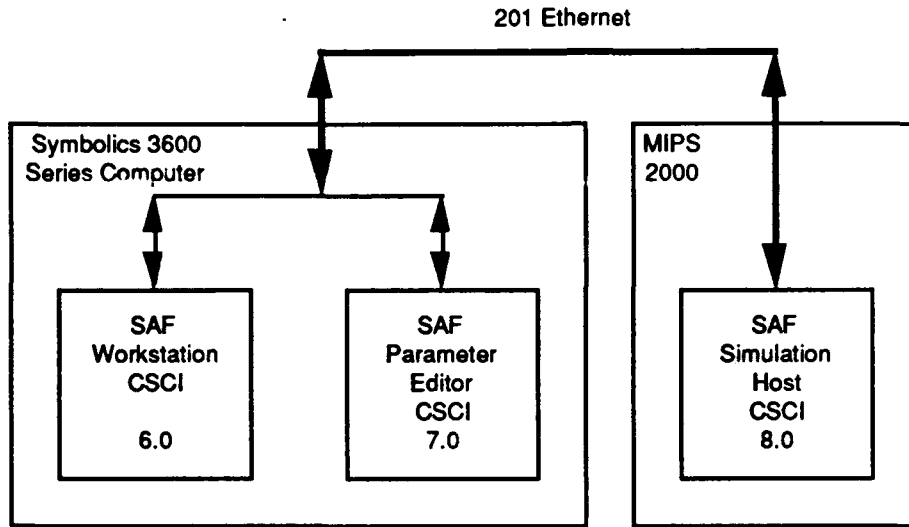 201 Ethernet
Symbolics 3600
Series Computer
MIPS
2000
SAF
Workstation
CSCI
6.0
SAF
Parameter
Editor
CSCI
7.0
SAF
Simulation
Host
CSCI
8.0